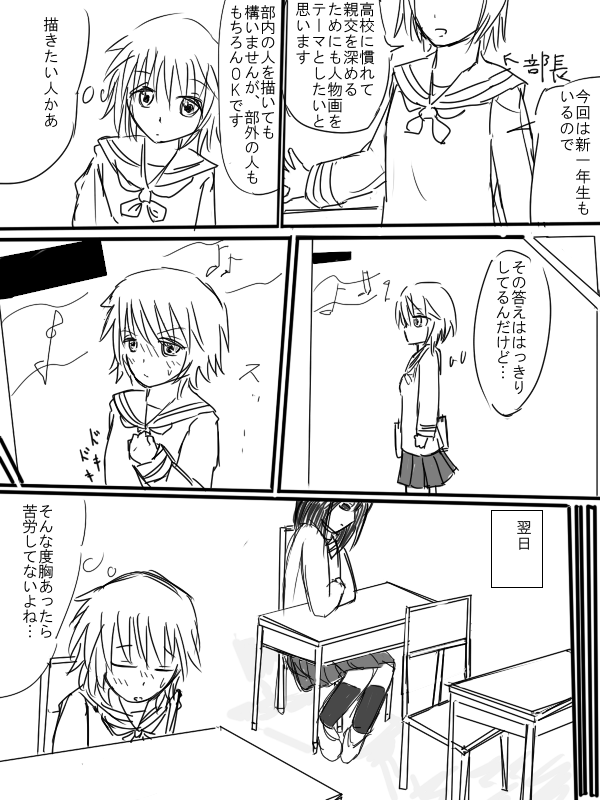 今回は新一年生も
いるので
←部長
高校に慣れて
親交を深める
ためにも人物画を
テーマとしたいと
思います
部内の人を描いても
構いませんが、部外の人も
もちろんOKです
描きたい人かぁ
その答えははっきり
してるんだけど…
ス…
ドキ
ドキ
翌日
そんな度胸あったら
苦労してないよね…